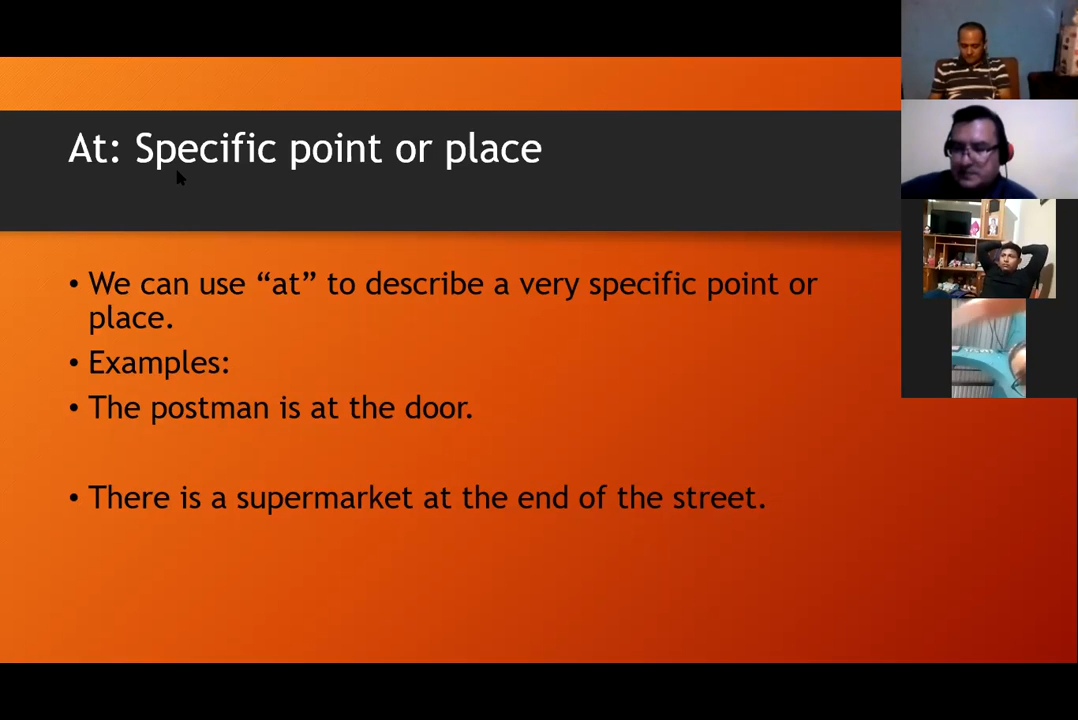 At: Specific point or place
• We can use “at” to describe a very specific point or
place.
• Examples:
• The postman is at the door.
• There is a supermarket at the end of the street.